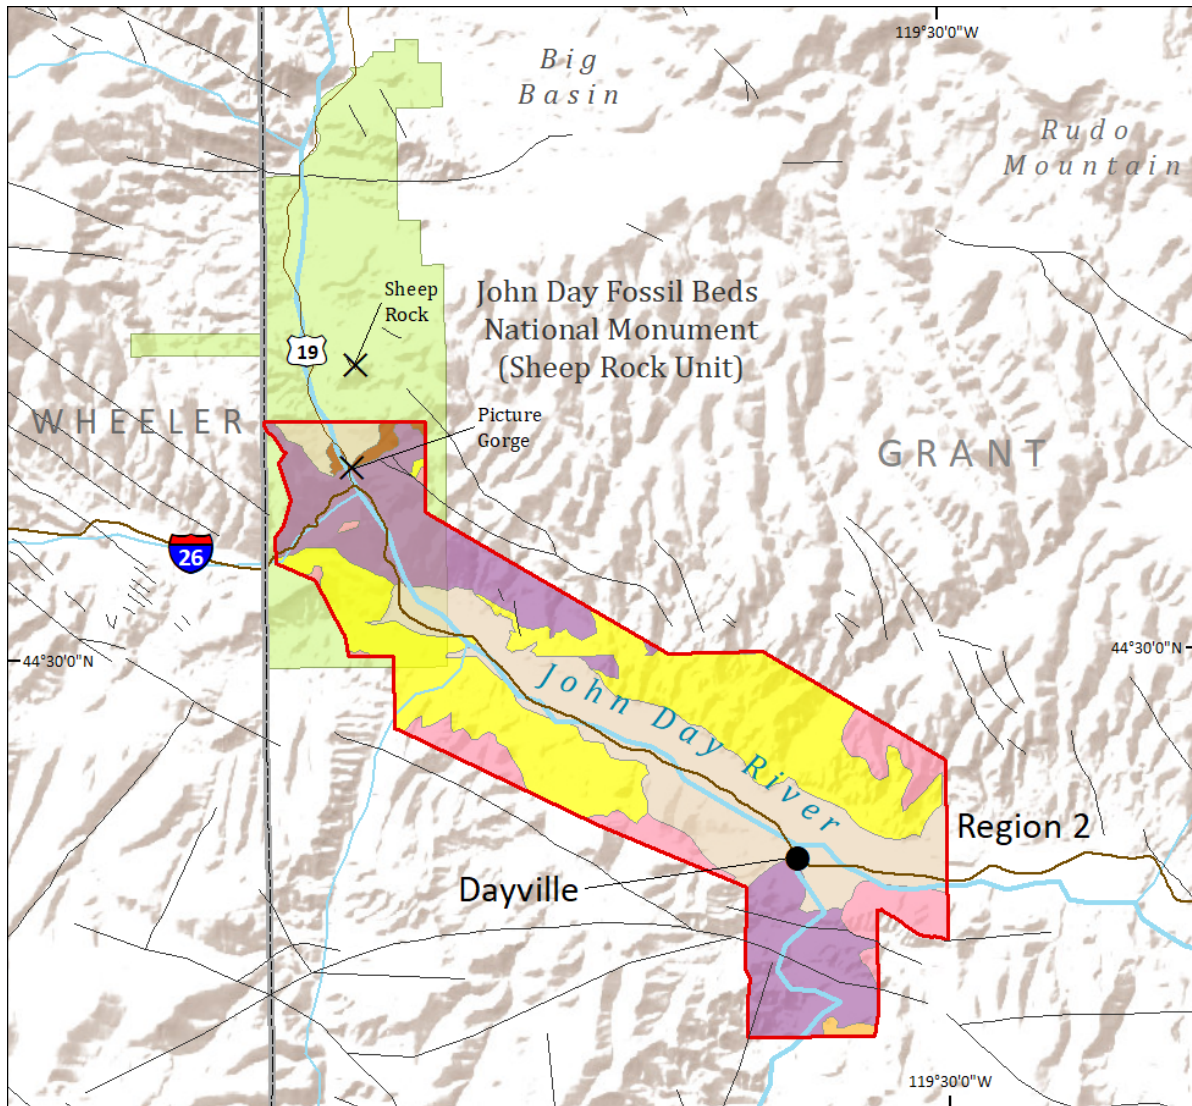 119°30'0"W
Big
Basin
Rudo
Mountain
Sheep
Rock
John Day Fossil Beds
National Monument
(Sheep Rock Unit)
19
WHEELER
Picture
Gorge
GRANT
26
44°30'0"N
44°30'0"N
John Day River
Region 2
Dayville
119°30'0"W